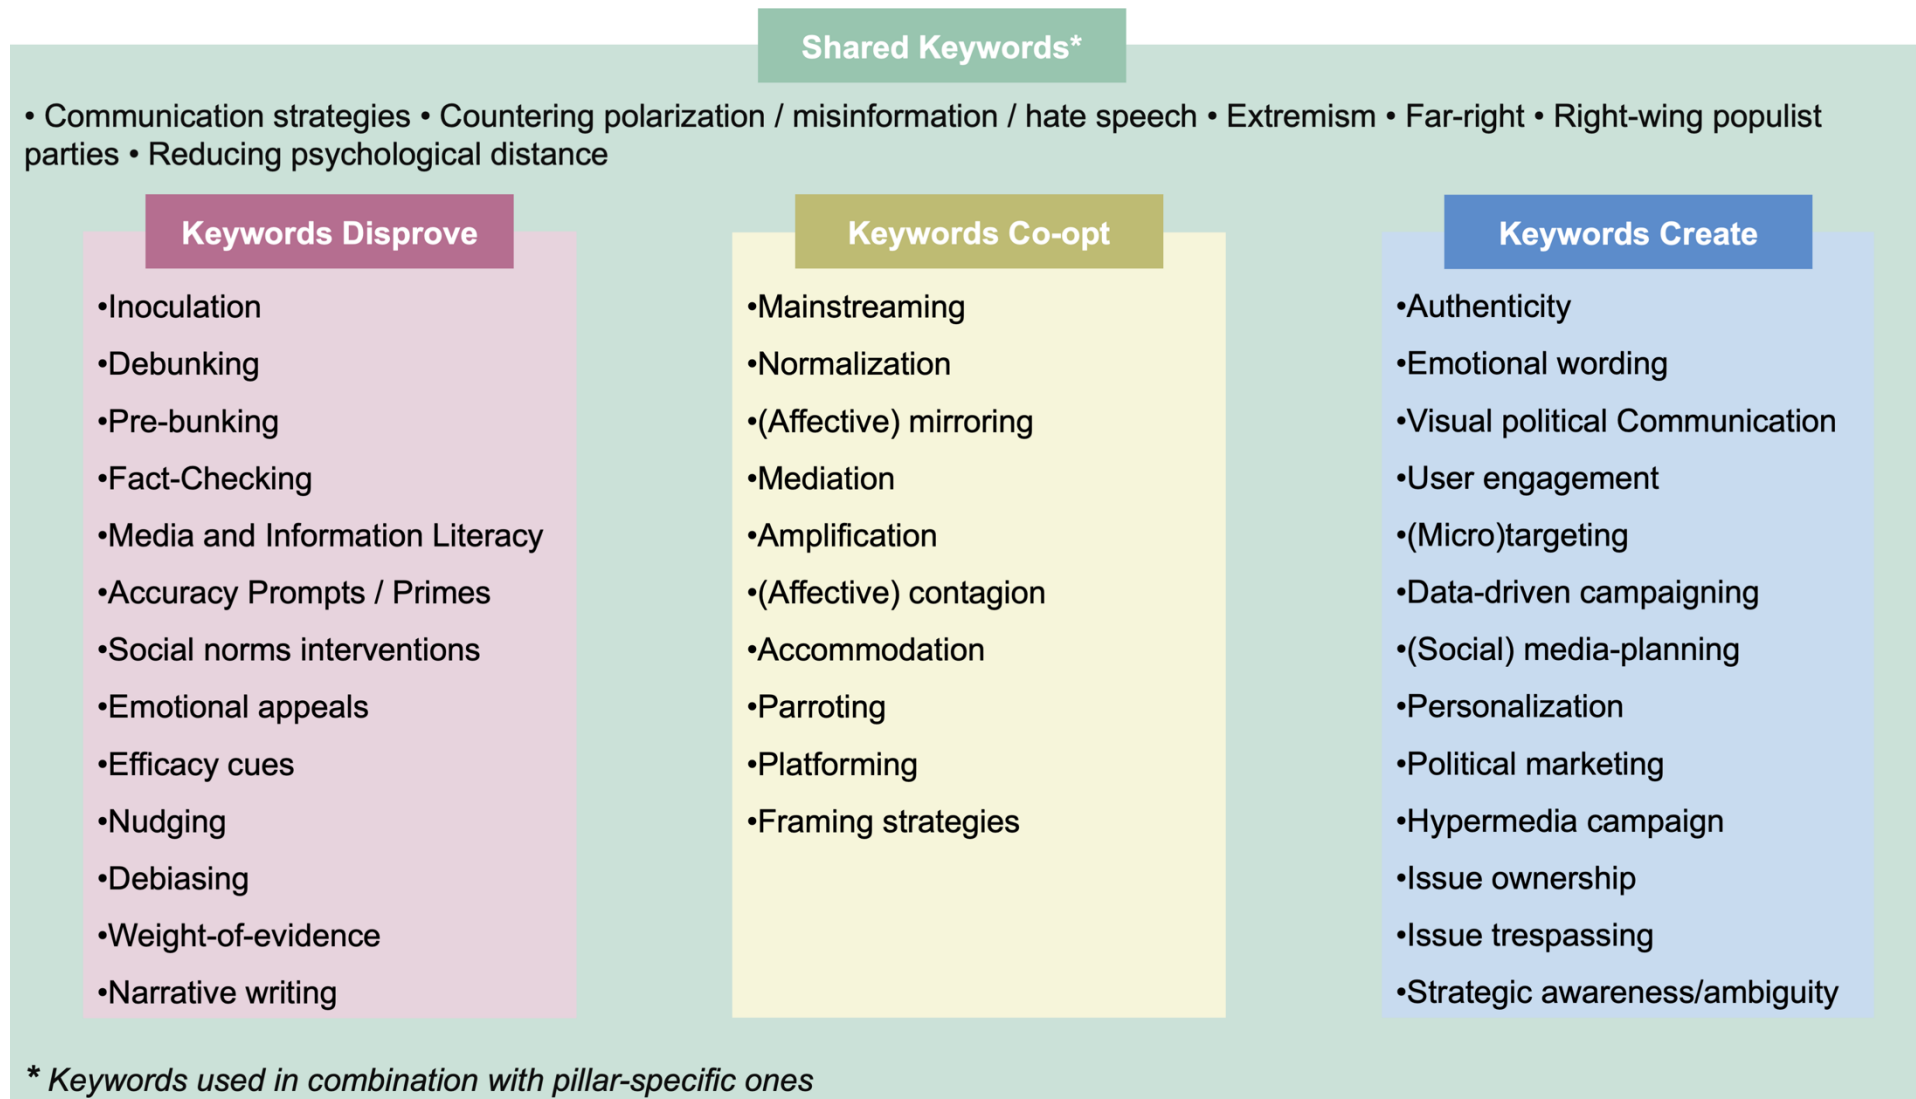 Shared Keywords*
• Communication strategies • Countering polarization / misinformation / hate speech • Extremism • Far-right • Right-wing populist
parties • Reducing psychological distance
Keywords Disprove
•Inoculation
•Debunking
•Pre-bunking
•Fact-Checking
•Media and Information Literacy
•Accuracy Prompts / Primes
•Social norms interventions
•Emotional appeals
•Efficacy cues
•Nudging
•Debiasing
•Weight-of-evidence
•Narrative writing
Keywords Co-opt
•Mainstreaming
•Normalization
•(Affective) mirroring
•Mediation
•Amplification
•(Affective) contagion
•Accommodation
•Parroting
•Platforming
•Framing strategies
Keywords Create
•Authenticity
•Emotional wording
•Visual political Communication
•User engagement
•(Micro)targeting
•Data-driven campaigning
•(Social) media-planning
•Personalization
•Political marketing
•Hypermedia campaign
•Issue ownership
•Issue trespassing
•Strategic awareness/ambiguity
* Keywords used in combination with pillar-specific ones